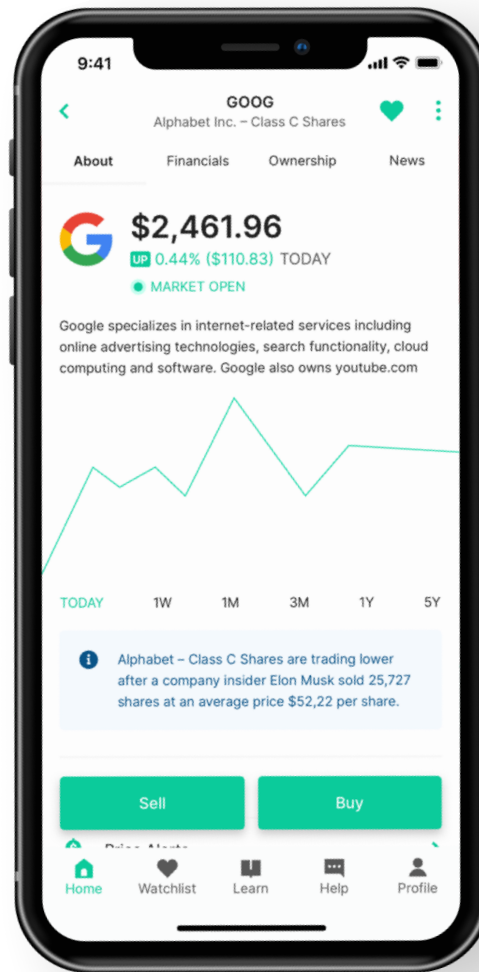 9:41
GOOG
Alphabet Inc. – Class C Shares
About Financials Ownership News
$2,461.96
UP 0.44% ($110.83) TODAY
MARKET OPEN
Google specializes in internet-related services including
online advertising technologies, search functionality, cloud
computing and software. Google also owns youtube.com
TODAY 1W 1M 3M 1Y 5Y
Alphabet – Class C Shares are trading lower
after a company insider Elon Musk sold 25,727
shares at an average price $52,22 per share.
Sell Buy
Price Alerts
Home Watchlist Learn Help Profile